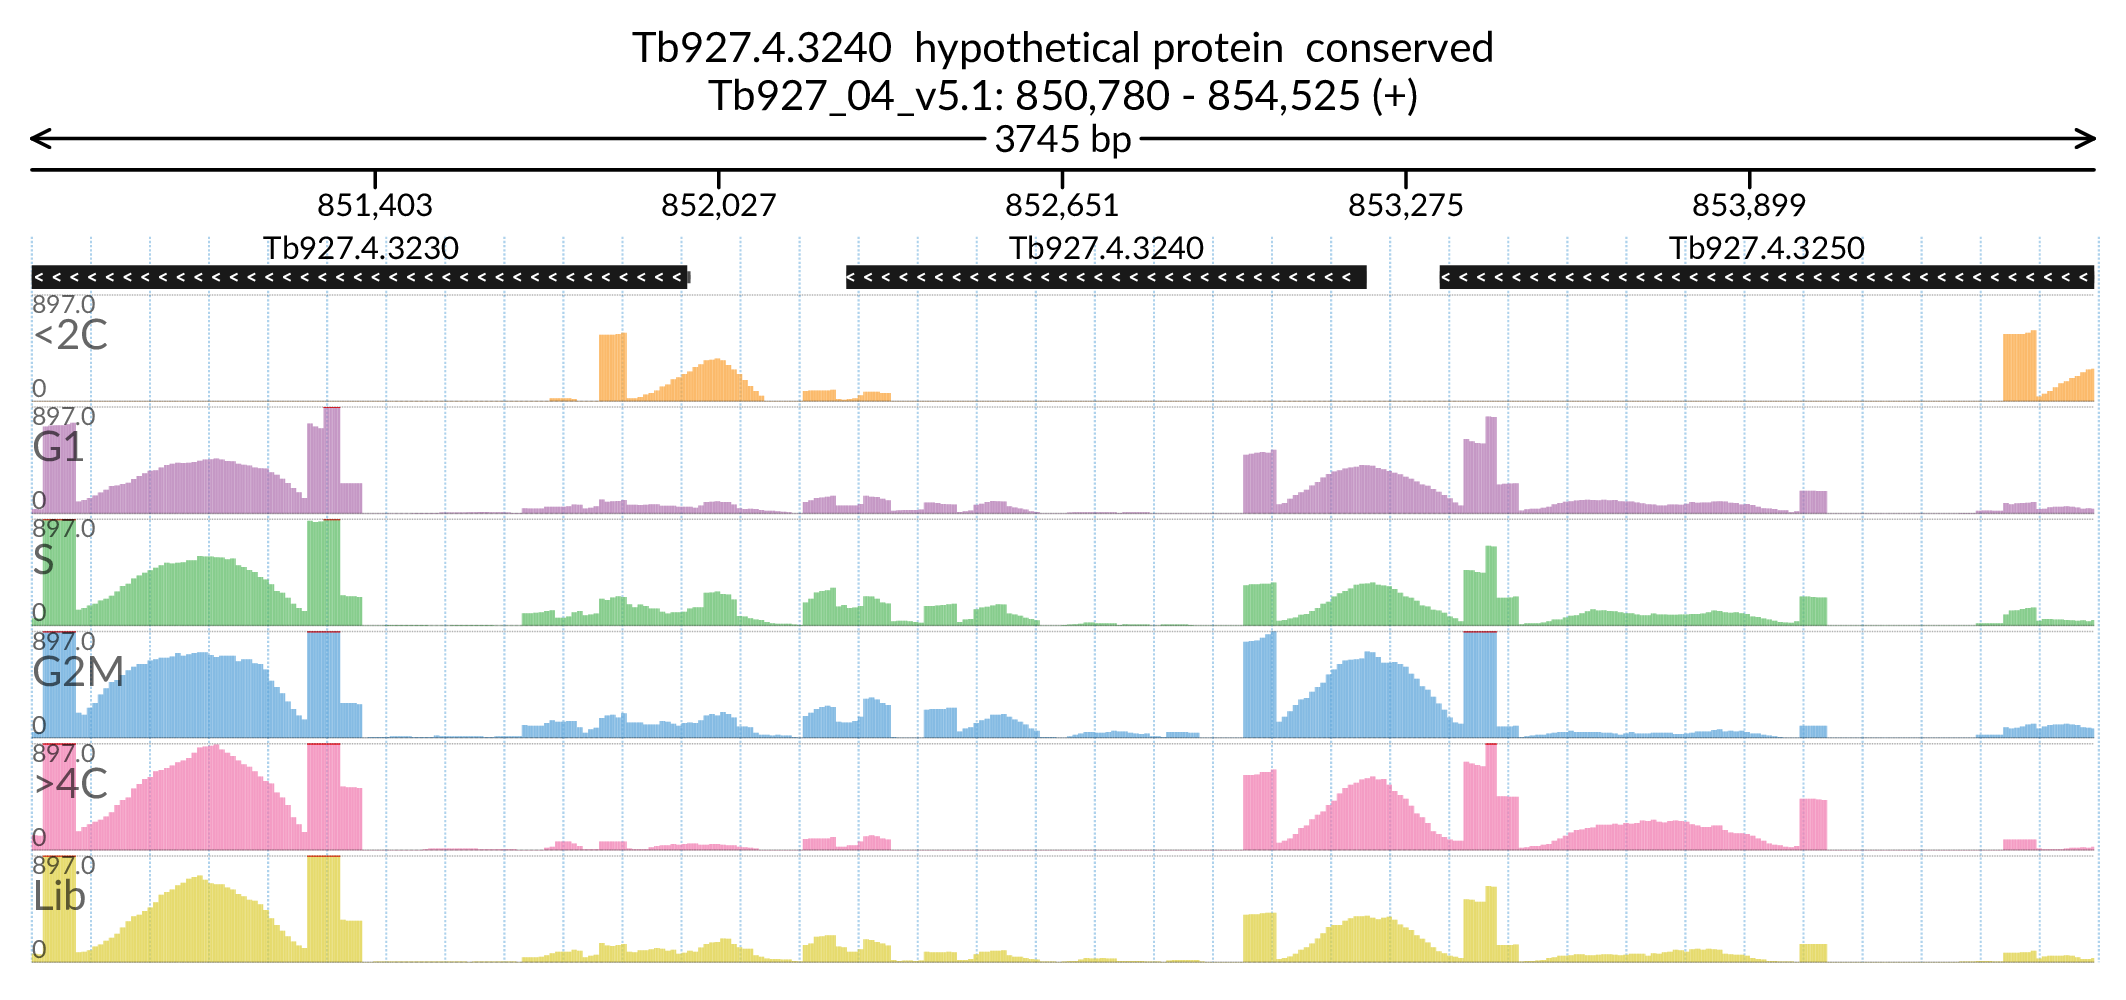 Tb927.4.3240 hypothetical protein conserved
Tb927_04_v5.1: 850,780 - 854,525 (+)
3745 bp
851,403 852,027 852,651 853,275 853,899
Tb927.4.3230 Tb927.4.3240 Tb927.4.3250
897.0
<2C
0
897.0
G1
0
897.0
S
0
897.0
G2M
0
897.0
>4C
0
897.0
Lib
0